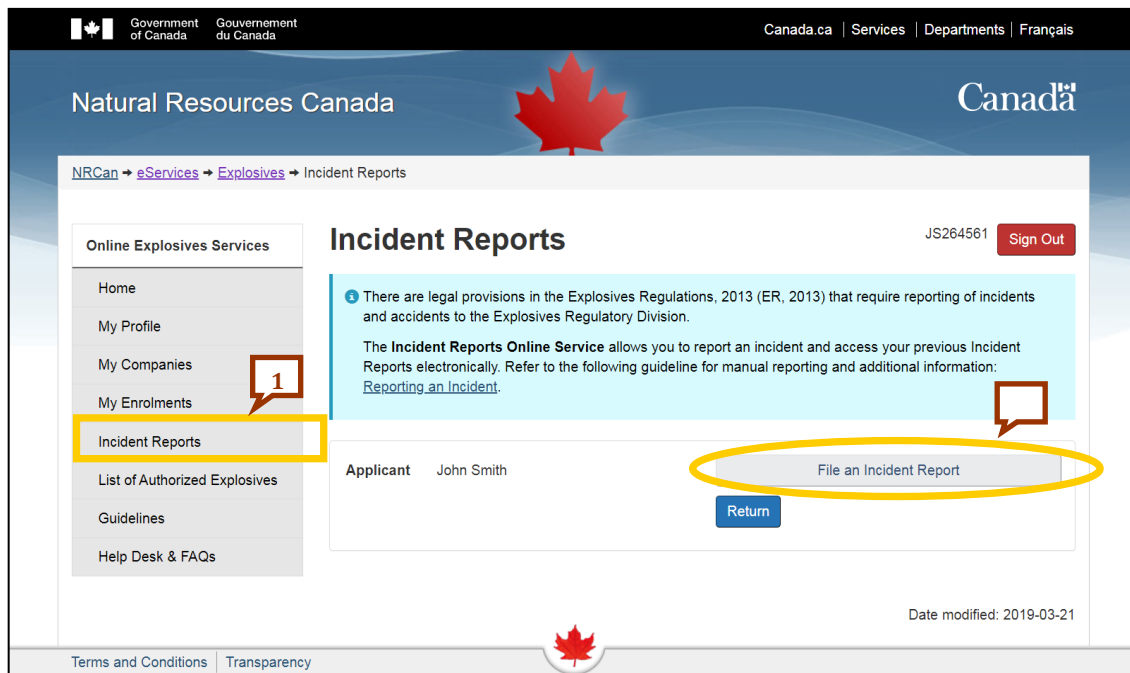 Government Gouvernement
of Canada du Canada
Canada.ca Services Departments Français
Natural Resources Canada
Canada
NRCan → eServices → Explosives → Incident Reports
Online Explosives Services
Home
My Profile
My Companies
1
My Enrolments
Incident Reports
List of Authorized Explosives
Guidelines
Help Desk & FAQs
Incident Reports
JS264561 Sign Out
There are legal provisions in the Explosives Regulations, 2013 (ER, 2013) that require reporting of incidents
and accidents to the Explosives Regulatory Division.
The Incident Reports Online Service allows you to report an incident and access your previous Incident
Reports electronically. Refer to the following guideline for manual reporting and additional information:
Reporting an Incident.
Applicant John Smith File an Incident Report
Return
Date modified: 2019-03-21
Terms and Conditions Transparency